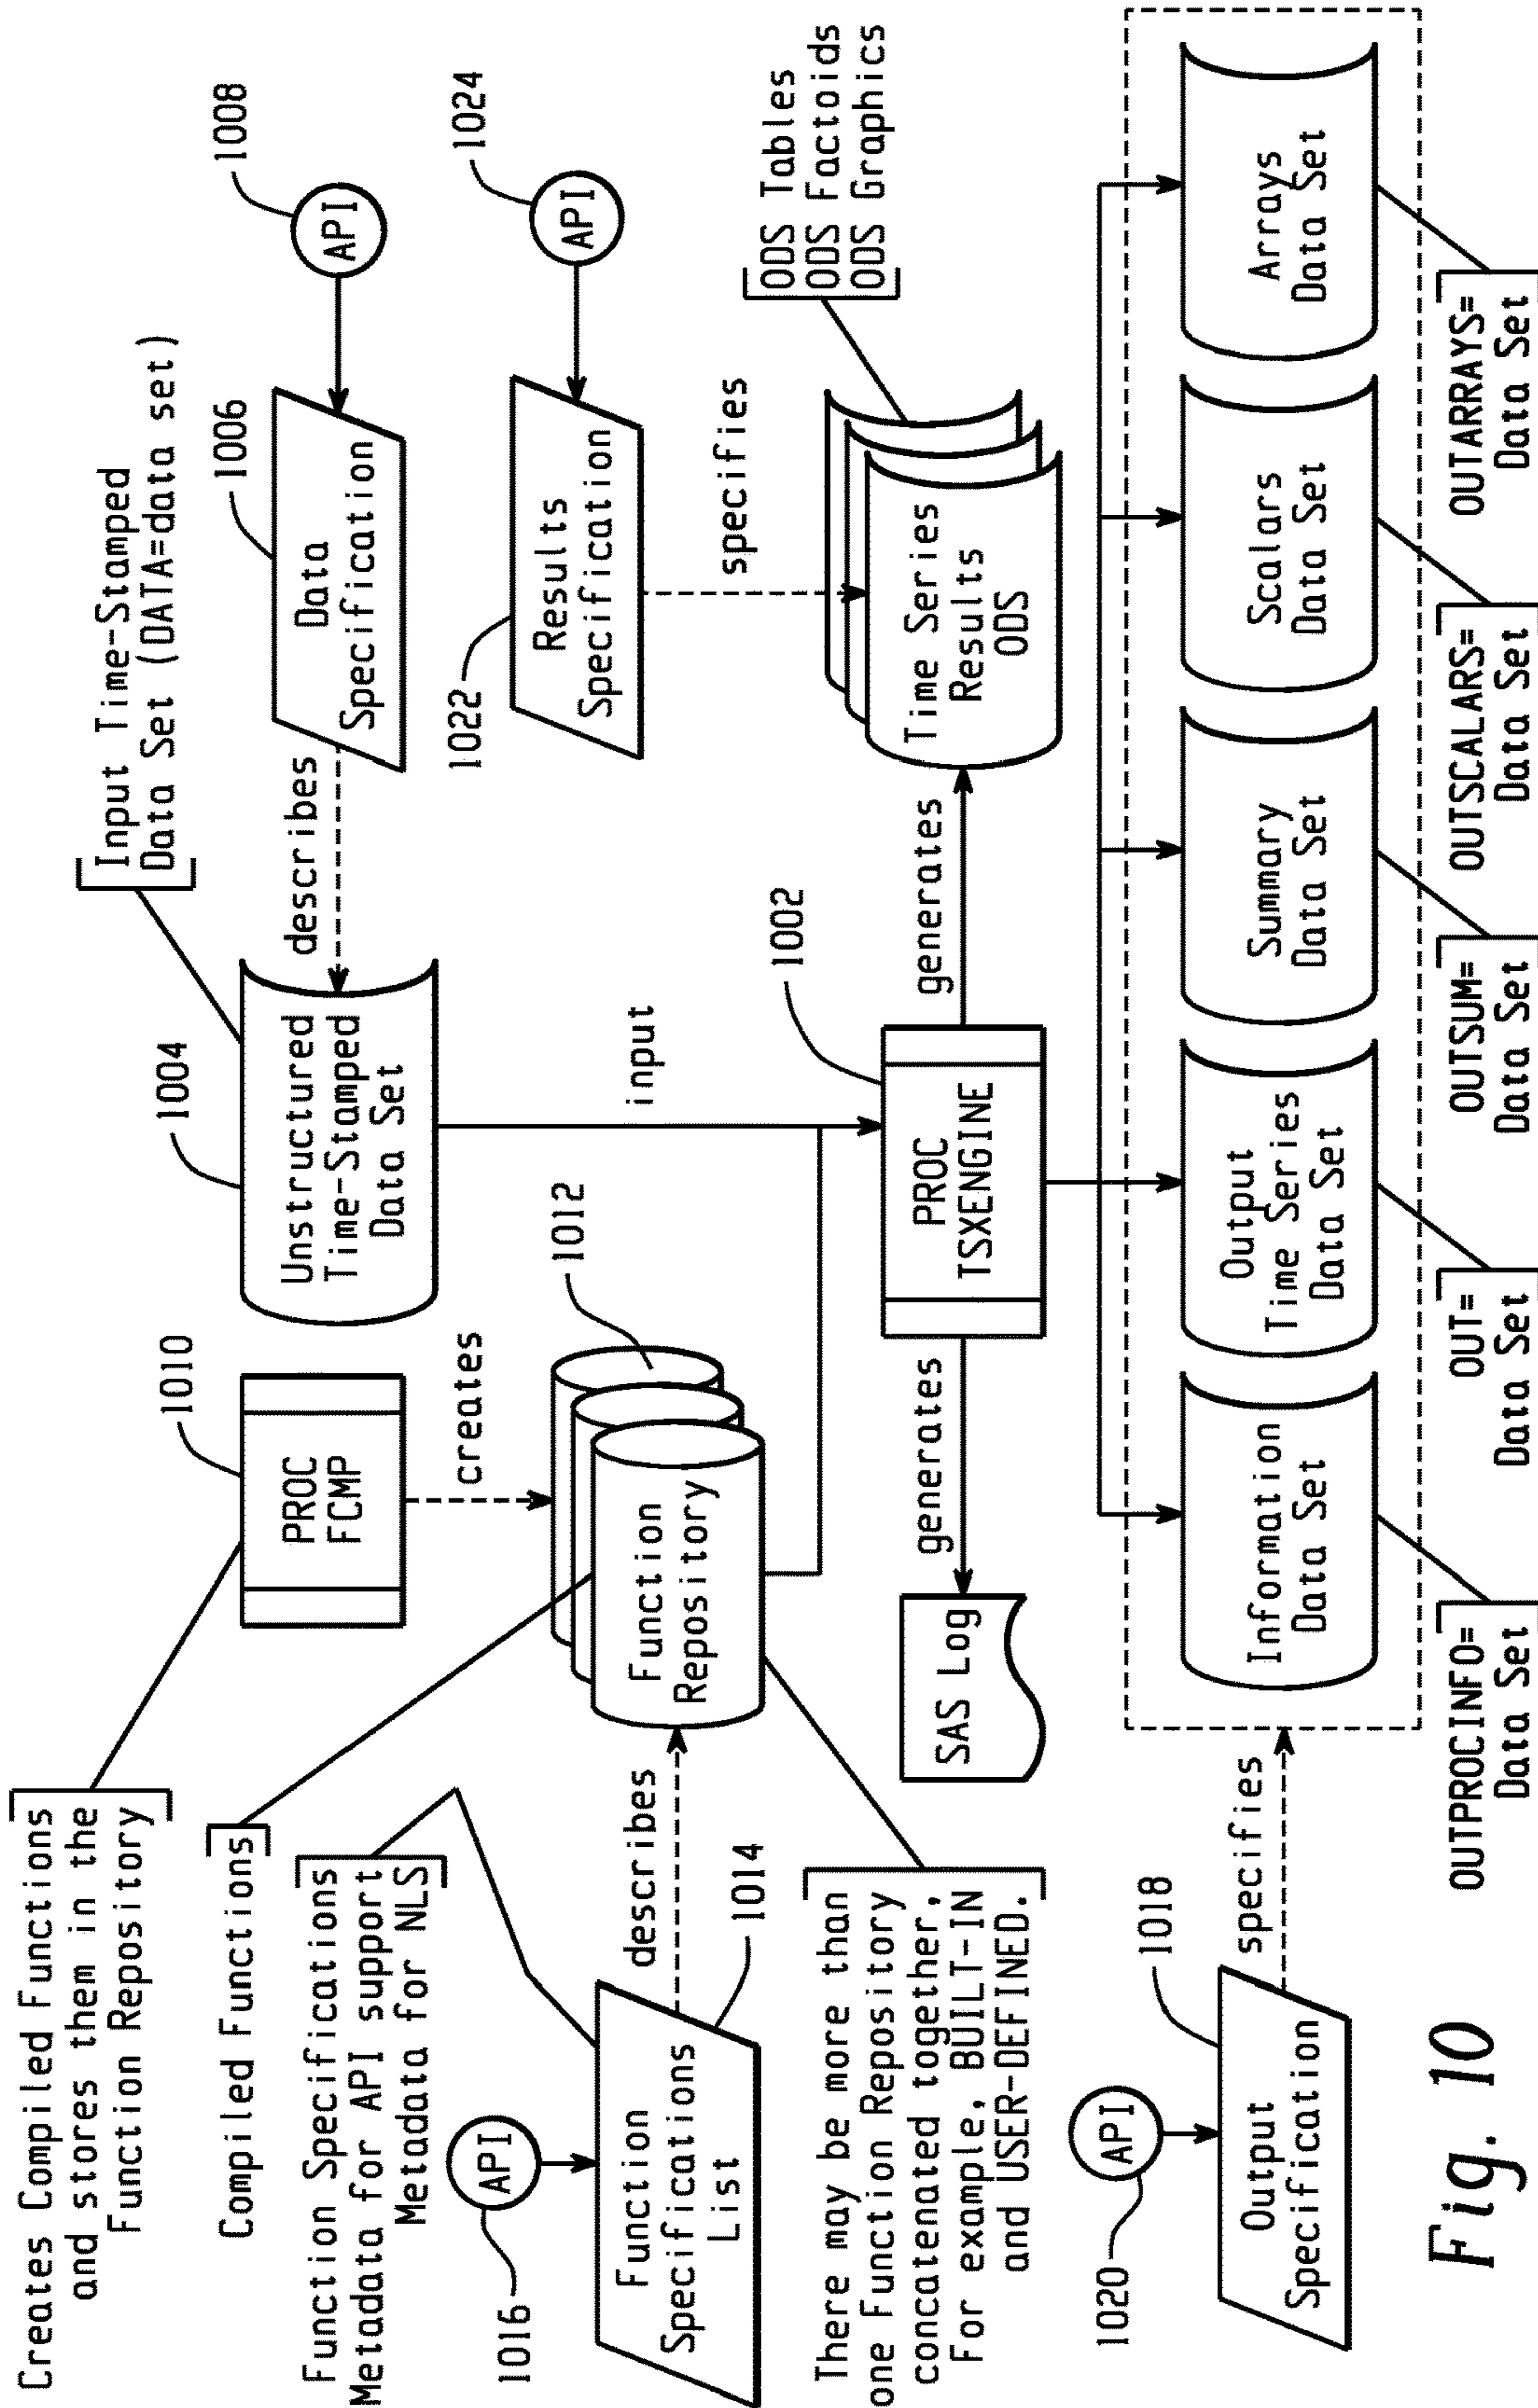 Creates Compiled Functions
and stores them in the
Function Repository
1010
PROC
FCMP
creates
Compiled Functions
Function Specifications
Metadata for API support
Metadata for NLS
1016
API
Function
Specifications
List
1014
describes
Function
Repository
1012
There may be more than
one Function Repository
concatenated together,
For example, BUILT-IN
and USER-DEFINED.
1004
Unstructured
Time-Stamped
Data Set
Input Time-Stamped
Data Set (DATA=data set)
describes
1006
Data
Specification
API
1008
input
1022
Results
Specification
API
1024
specifies
SAS Log
generates
PROC
TSXENGINE
1002
generates
Time Series
Results
ODS
ODS Tables
ODS Factoids
ODS Graphics
1020
API
Output
Specification
1018
specifies
Information
Data Set
Output
Time Series
Data Set
Summary
Data Set
Scalars
Data Set
Arrays
Data Set
OUTPROCINFO=
Data Set
OUT=
Data Set
OUTSUM=
Data Set
OUTSCALARS=
Data Set
OUTARRAYS=
Data Set
Fig. 10